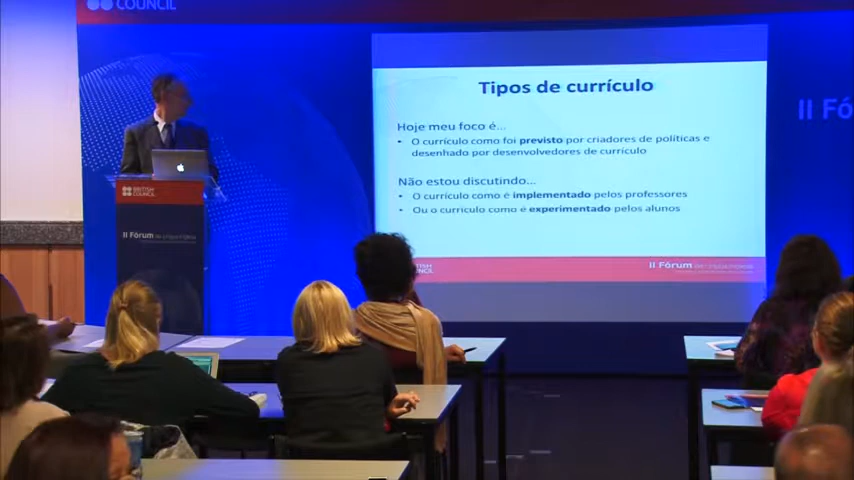 COUNCIL
Tipos de currículo
Hoje meu foco é...
• O currículo como foi previsto por criadores de políticas e
desenhado por desenvolvedores de currículo
Não estou discutindo...
• O currículo como é implementado pelos professores
• Ou o currículo como é experimentado pelos alunos
II Fó
BRITISH
COUNCIL
II Fórum
II Fórum